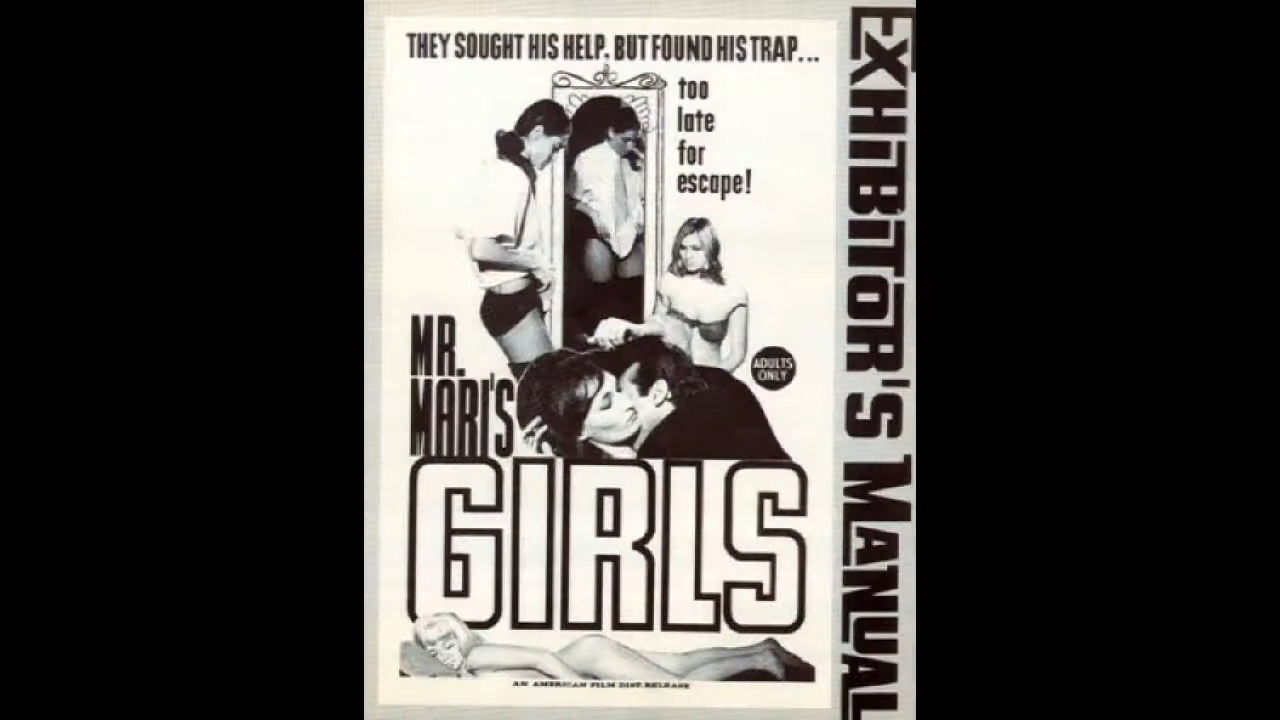 THEY SOUGHT HIS HELP. BUT FOUND HIS TRAP...
too
late
for
escape!
ADULTS
ONLY
MR.
MARI'S
GIRLS
AN AMERICAN FILM DIST. RELEASE
EXHIBITOR'S MANUAL